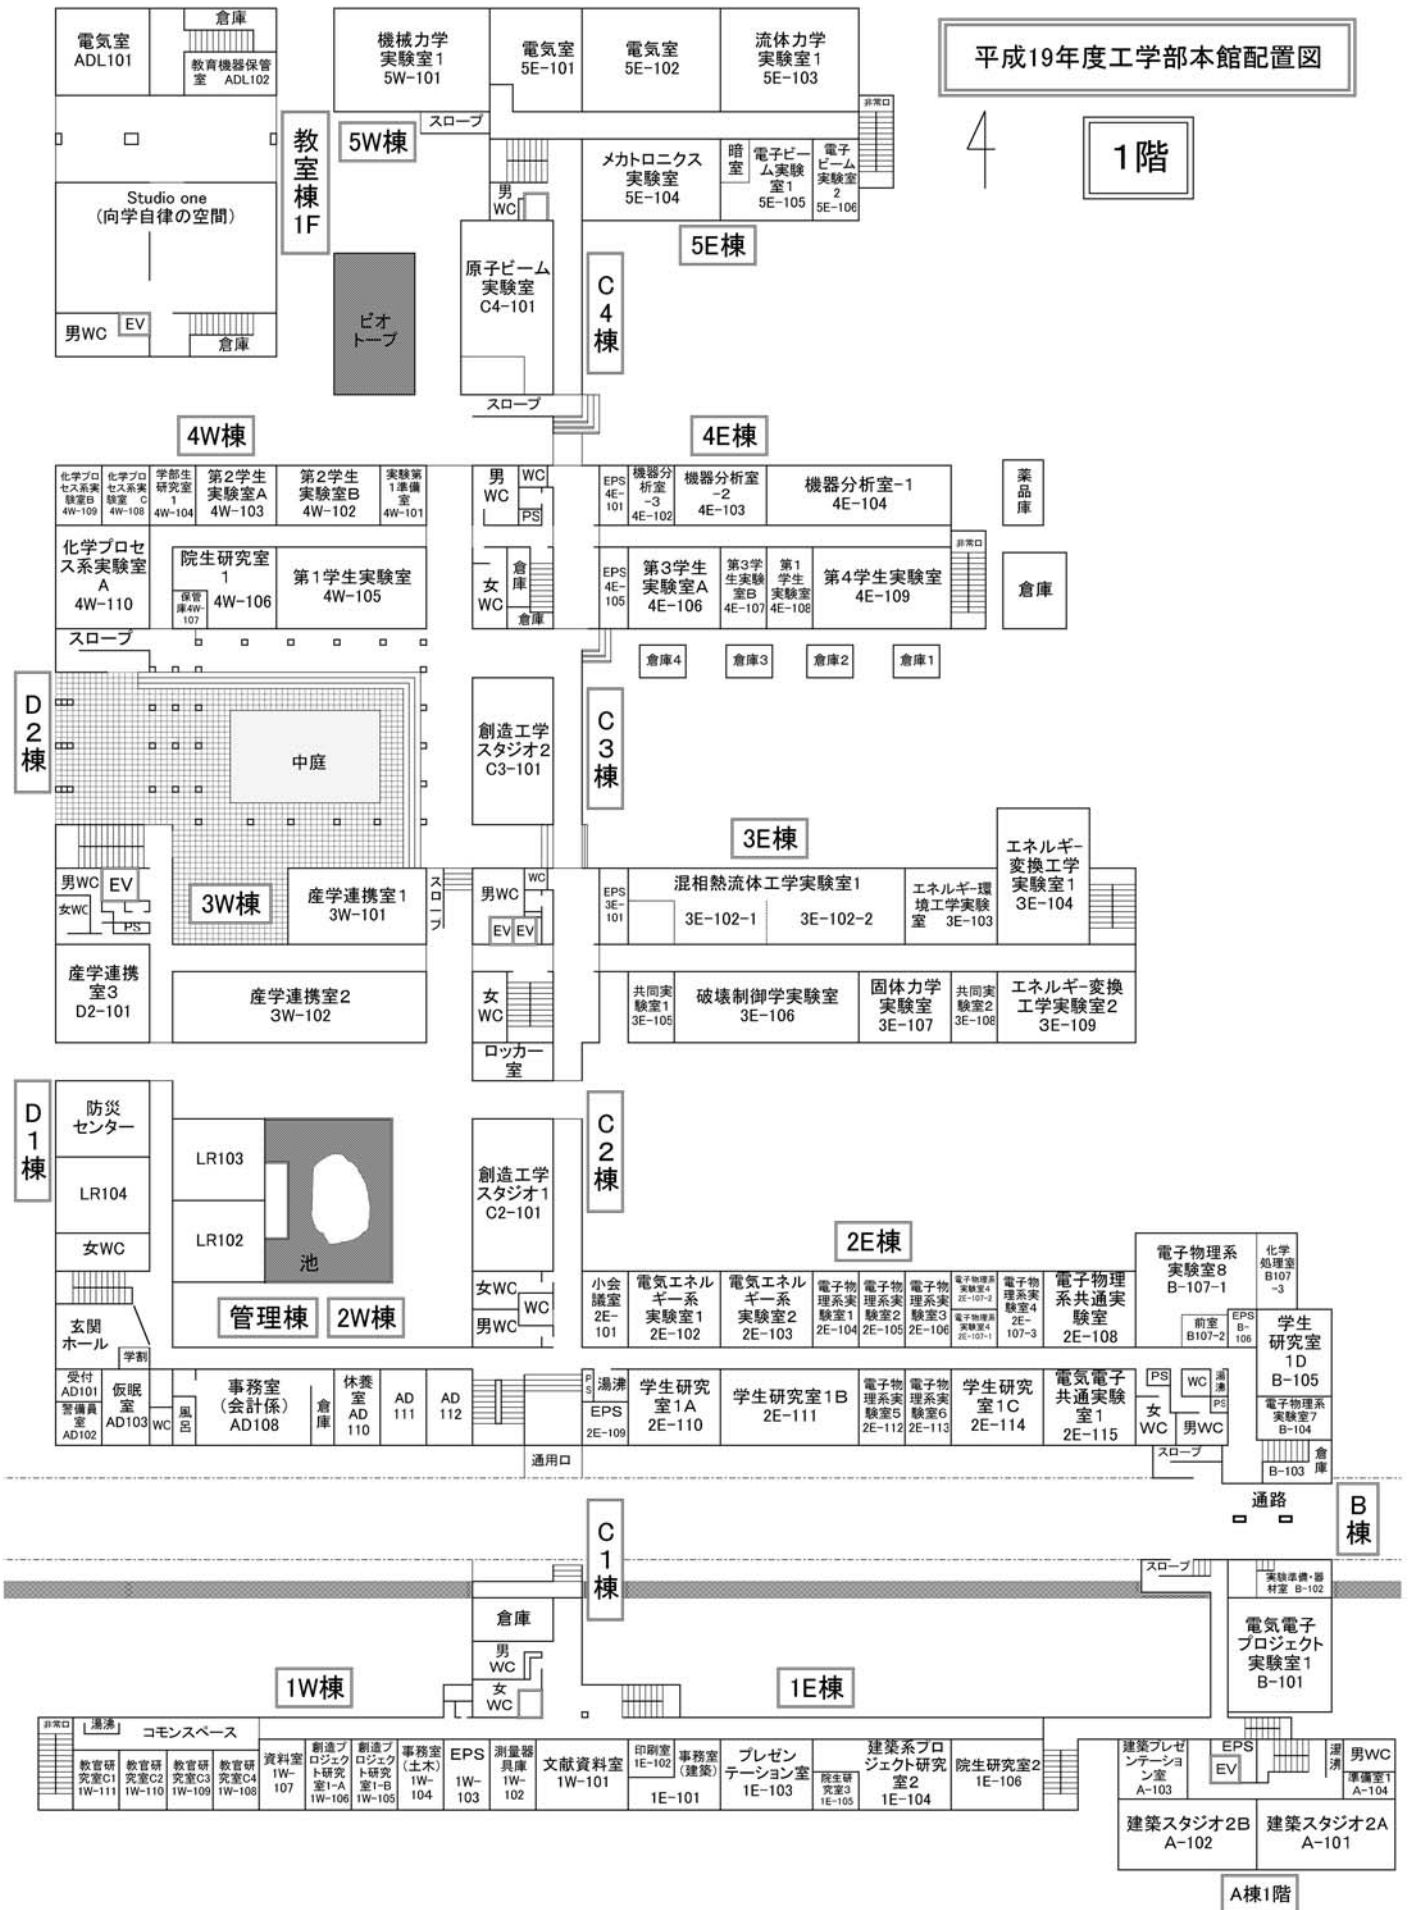 平成19年度工学部本館配置図
1階
電気室
ADL101
倉庫
教育機器保管
室 ADL102
教室棟1F
Studio one
(向学自律の空間)
男WC
EV
倉庫
機械力学
実験室1
5W-101
電気室
5E-101
電気室
5E-102
流体力学
実験室1
5E-103
非常口
スロープ
5W棟
男
WC
メカトロニクス
実験室
5E-104
暗
室
電子ビー
ム実験
室1
5E-105
電子
ビーム
実験室
2
5E-106
5E棟
ビオ
トープ
原子ビーム
実験室
C4-101
C4棟
スロープ
4W棟
4E棟
化学プロ
セス系実
験室B
4W-109
化学プロ
セス系実
験室 C
4W-108
学部生
研究室
1
4W-104
第2学生
実験室A
4W-103
第2学生
実験室B
4W-102
実験第
1準備
室
4W-101
男
WC
WC
PS
EPS
4E-
101
機器分
析室
-3
4E-102
機器分析室
-2
4E-103
機器分析室-1
4E-104
薬
品
庫
化学プロセ
ス系実験室
A
4W-110
院生研究室
1
4W-106
保管
庫4W-
107
第1学生実験室
4W-105
女
WC
倉
庫
倉庫
EPS
4E-
105
第3学生
実験室A
4E-106
第3学
生実験
室B
4E-107
第1
学生
実験室
4E-108
第4学生実験室
4E-109
非常口
倉庫
スロープ
倉庫4
倉庫3
倉庫2
倉庫1
D2棟
中庭
創造工学
スタジオ2
C3-101
C3棟
3E棟
男WC
EV
女WC
PS
3W棟
産学連携室1
3W-101
スロープ
男WC
WC
EV
EV
EPS
3E-
101
混相熱流体工学実験室1
3E-102-1
3E-102-2
エネルギー環
境工学実験
室 3E-103
エネルギー
変換工学
実験室1
3E-104
産学連携
室3
D2-101
産学連携室2
3W-102
女
WC
ロッカー
室
共同実
験室1
3E-105
破壊制御学実験室
3E-106
固体力学
実験室
3E-107
共同実
験室2
3E-108
エネルギー変換
工学実験室2
3E-109
D1棟
防災
センター
LR104
女WC
LR103
LR102
池
創造工学
スタジオ1
C2-101
C2棟
2E棟
玄関
ホール
学割
管理棟
2W棟
女WC
WC
男WC
小会
議室
2E-
101
電気エネル
ギー系
実験室1
2E-102
電気エネル
ギー系
実験室2
2E-103
電子物
理系実
験室1
2E-104
電子物
理系実
験室2
2E-105
電子物
理系実
験室3
2E-106
電子物理系
実験室4
2E-107-2
電子物理系
実験室4
2E-107-1
電子物
理系実
験室4
2E-
107-3
電子物理
系共通実
験室
2E-108
電子物理系
実験室8
B-107-1
化学
処理室
B107
-3
前室
B107-2
EPS
B-
106
学生
研究室
1D
B-105
受付
AD101
警備員
室
AD102
仮眠
室
AD103
WC
風
呂
事務室
(会計係)
AD108
倉
庫
休養
室
AD
110
AD
111
AD
112
PS
湯沸
EPS
2E-109
学生研究
室1A
2E-110
学生研究室1B
2E-111
電子物
理系実
験室5
2E-112
電子物
理系実
験室6
2E-113
学生研究
室1C
2E-114
電気電子
共通実験
室1
2E-115
PS
女
WC
WC
湯
沸
PS
男WC
電子物理系
実験室7
B-104
通用口
スロープ
B-103
倉
庫
通路
B棟
C1棟
スロープ
実験準備・器
材室 B-102
倉庫
男
WC
女
WC
電気電子
プロジェクト
実験室1
B-101
1W棟
1E棟
非常口
湯沸
コモンスペース
教官研
究室C1
1W-111
教官研
究室C2
1W-110
教官研
究室C3
1W-109
教官研
究室C4
1W-108
資料室
1W-
107
創造プ
ロジェク
ト研究
室1-A
1W-106
創造プ
ロジェク
ト研究
室1-B
1W-105
事務室
(土木)
1W-
104
EPS
1W-
103
測量器
具庫
1W-
102
文献資料室
1W-101
印刷室
1E-102
事務室
(建築)
1E-101
プレゼン
テーション室
1E-103
院生研
究室3
1E-105
建築系プロ
ジェクト研究
室2
1E-104
院生研究室2
1E-106
建築プレゼ
ンテーショ
ン室
A-103
EPS
EV
湯
沸
男WC
準備室1
A-104
建築スタジオ2B
A-102
建築スタジオ2A
A-101
A棟1階